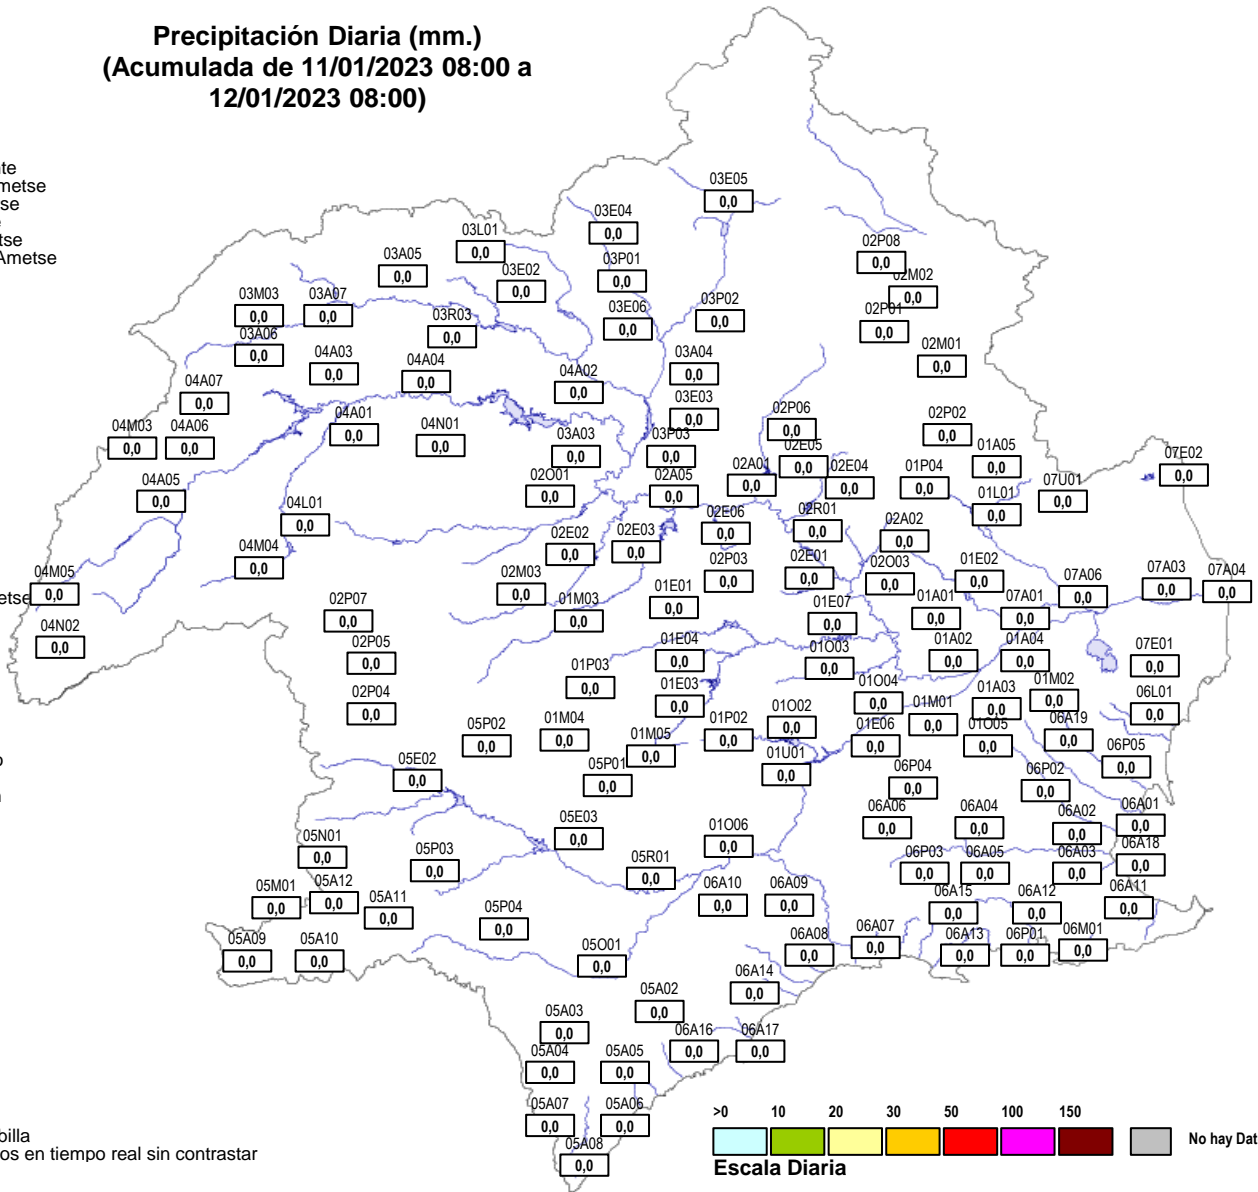 Precipitación Diaria (mm.)
(Acumulada de 11/01/2023 08:00 a
12/01/2023 08:00)
nte
metse
tse
e
tse
Ametse
03E05
0,0
03E04
0,0
03L01
0,0
03A05
0,0
03P01
0,0
03E02
0,0
02P08
0,0
02M02
0,0
03M03
0,0
03A07
0,0
03R03
0,0
03E06
0,0
03P02
0,0
02P01
0,0
03A06
0,0
04A03
0,0
04A04
0,0
04A02
0,0
03A04
0,0
02M01
0,0
04A07
0,0
03E03
0,0
04M03
0,0
04A06
0,0
04A01
0,0
04N01
0,0
03A03
0,0
03P03
0,0
02P06
0,0
02E05
0,0
02P02
0,0
01A05
0,0
07E02
0,0
04A05
0,0
02O01
0,0
02A05
0,0
02A01
0,0
02E04
0,0
01P04
0,0
01L01
0,0
07U01
0,0
04L01
0,0
02E06
0,0
02R01
0,0
02A02
0,0
04M04
0,0
02E02
0,0
02E03
0,0
02P03
0,0
02E01
0,0
02O03
0,0
01E02
0,0
04M05
0,0
etse
02M03
0,0
01M03
0,0
01E01
0,0
01E07
0,0
01A01
0,0
07A01
0,0
07A06
0,0
07A03
0,0
07A04
0,0
04N02
0,0
02P07
0,0
02P05
0,0
01E04
0,0
01O03
0,0
01A02
0,0
01A04
0,0
07E01
0,0
02P04
0,0
01P03
0,0
01E03
0,0
01O04
0,0
01M01
0,0
01A03
0,0
01M02
0,0
06L01
0,0
05P02
0,0
01M04
0,0
01M05
0,0
01P02
0,0
01O02
0,0
01E06
0,0
01O05
0,0
06A19
0,0
06P05
0,0
o
05E02
0,0
05P01
0,0
01U01
0,0
06P04
0,0
06P02
0,0
05E03
0,0
01O06
0,0
06A06
0,0
06A04
0,0
06A02
0,0
06A01
0,0
05N01
0,0
05P03
0,0
05R01
0,0
06P03
0,0
06A05
0,0
06A03
0,0
06A18
0,0
05M01
0,0
05A12
0,0
05A11
0,0
06A10
0,0
06A09
0,0
06A15
0,0
06A12
0,0
06A11
0,0
05A09
0,0
05A10
0,0
05P04
0,0
05O01
0,0
06A08
0,0
06A07
0,0
06A13
0,0
06P01
0,0
06M01
0,0
05A02
0,0
06A14
0,0
05A03
0,0
06A16
0,0
06A17
0,0
05A04
0,0
05A05
0,0
05A07
0,0
05A06
0,0
05A08
0,0
billa
os en tiempo real sin contrastar
>0 10 20 30 50 100 150
No hay Dat
Escala Diaria